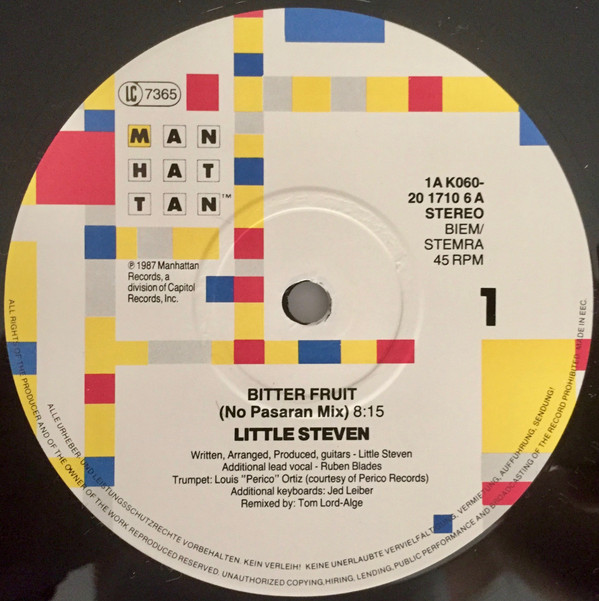 LC 7365
MAN
HAT
TAN™
1A K060-
20 1710 6 A
STEREO
BIEM/
STEMRA
45 RPM
℗ 1987 Manhattan
Records, a
division of Capitol
Records, Inc.
1
BITTER FRUIT
(No Pasaran Mix) 8:15
LITTLE STEVEN
Written, Arranged, Produced, guitars - Little Steven
Additional lead vocal - Ruben Blades
Trumpet: Louis "Perico" Ortiz (courtesy of Perico Records)
Additional keyboards: Jed Leiber
Remixed by: Tom Lord-Alge
ALLE URHEBER- UND LEISTUNGSSCHUTZRECHTE VORBEHALTEN. KEIN VERLEIH! KEINE UNERLAUBTE VERVIELFALTIGUNG, VERMIETUNG, AUFFUHRUNG, SENDUNG!
ALL RIGHTS OF THE PRODUCER AND OF THE OWNER OF THE WORK REPRODUCED RESERVED. UNAUTHORIZED COPYING, HIRING, LENDING, PUBLIC PERFORMANCE AND BROADCASTING OF THE RECORD PROHIBITED. MADE IN EEC.